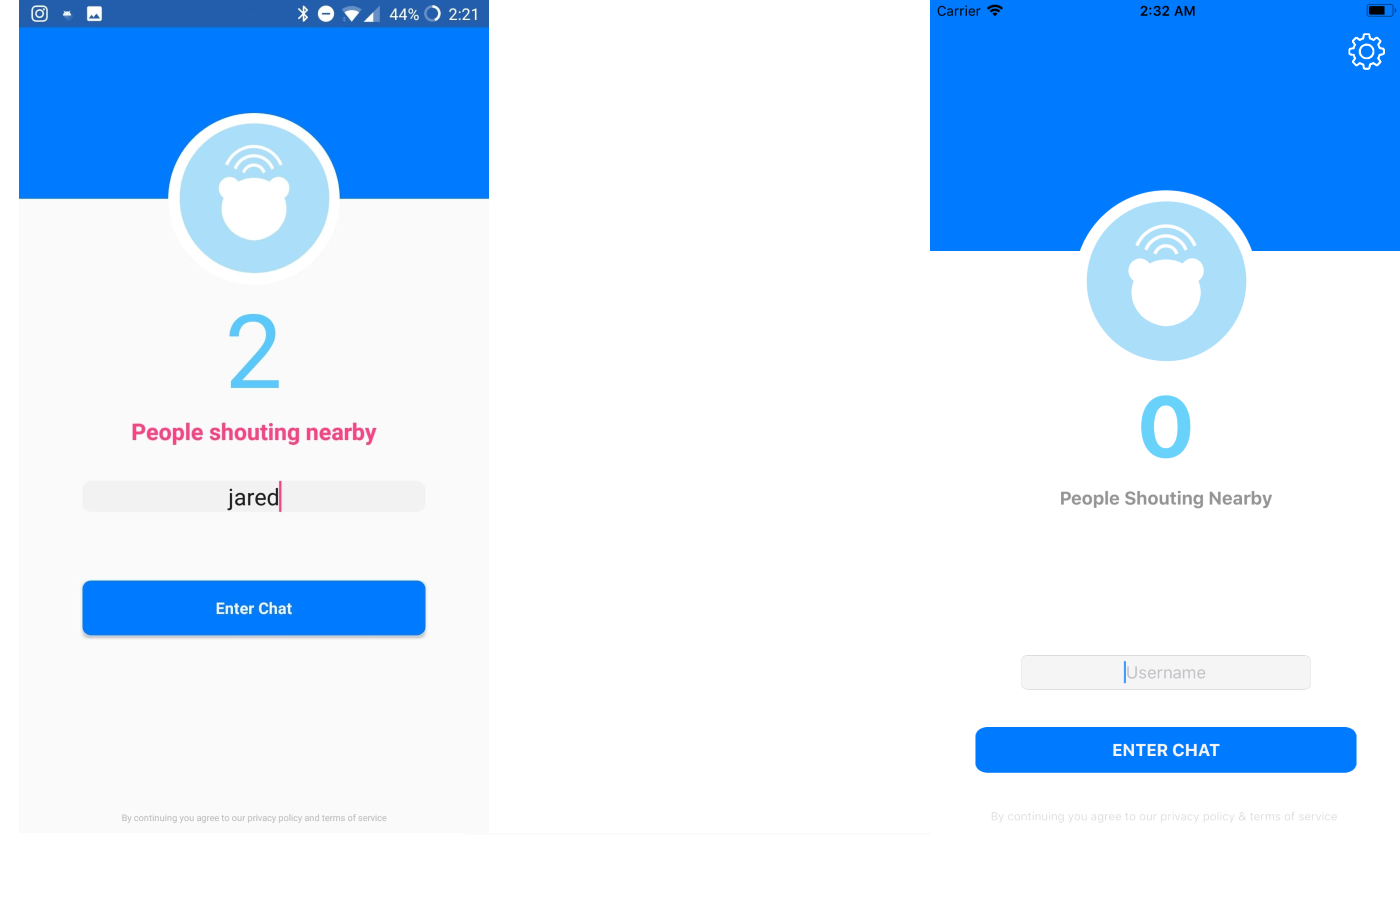 44% 2:21
2
People shouting nearby
jared
Enter Chat
By continuing you agree to our privacy policy and terms of service
Carrier 2:32 AM
0
People Shouting Nearby
Username
ENTER CHAT
By continuing you agree to our privacy policy & terms of service